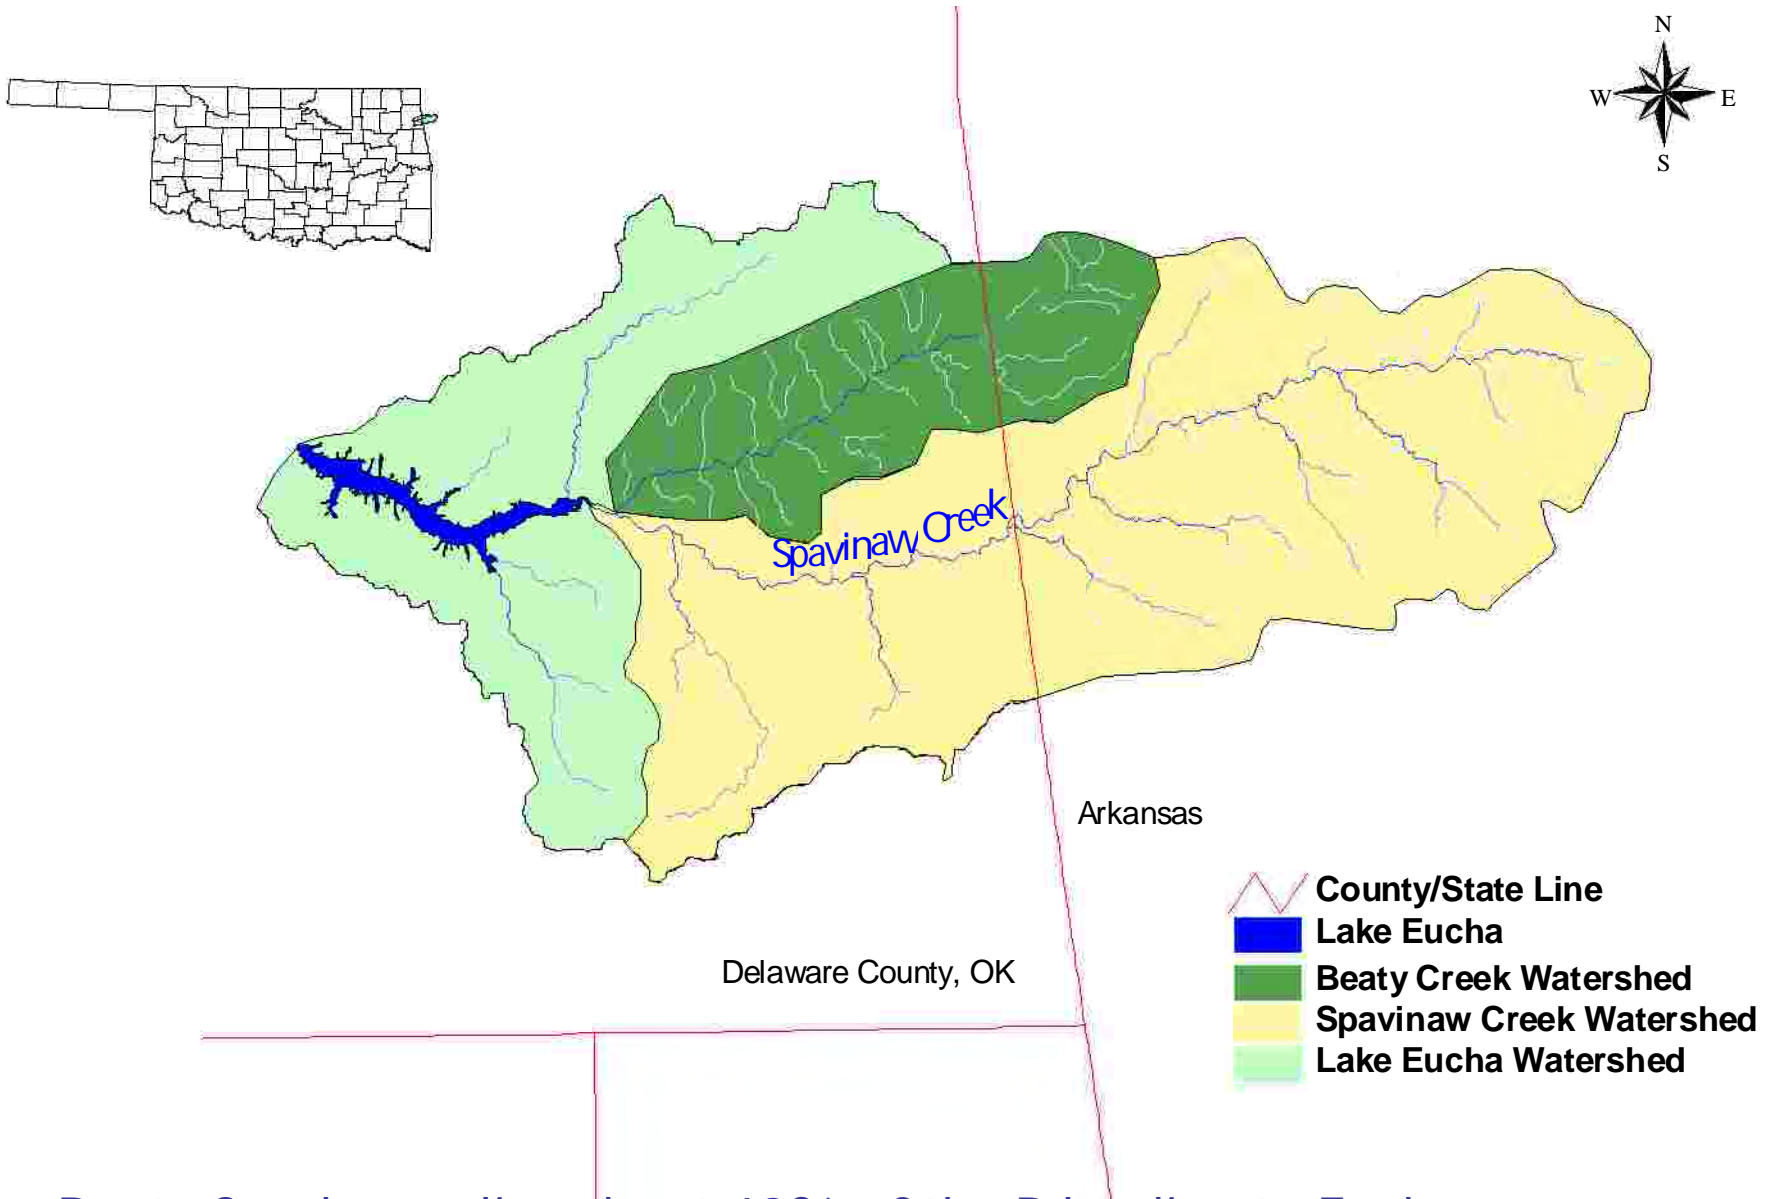 N
W
E
S
Spavinaw Creek
Arkansas
Delaware County, OK
County/State Line
Lake Eucha
Beaty Creek Watershed
Spavinaw Creek Watershed
Lake Eucha Watershed